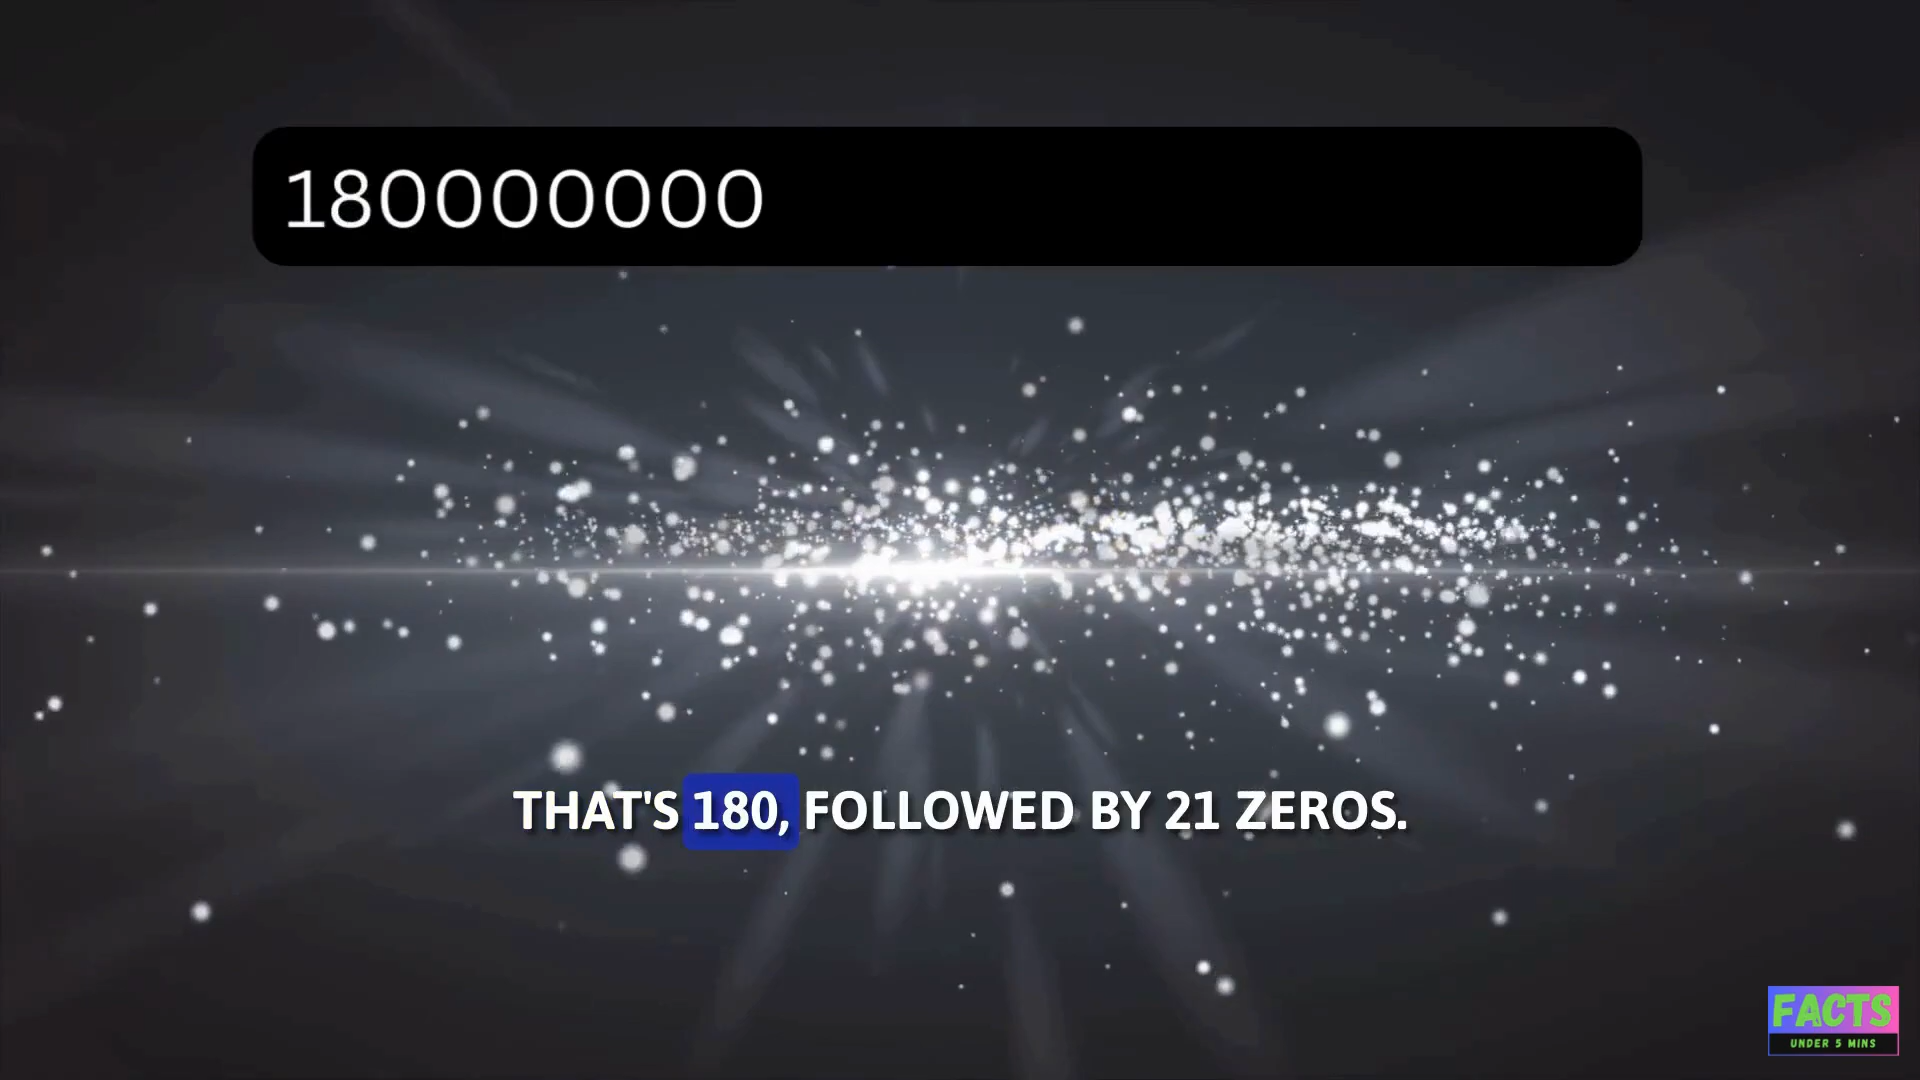 180000000
THAT'S 180, FOLLOWED BY 21 ZEROS.
FACTS
UNDER 5 MINS